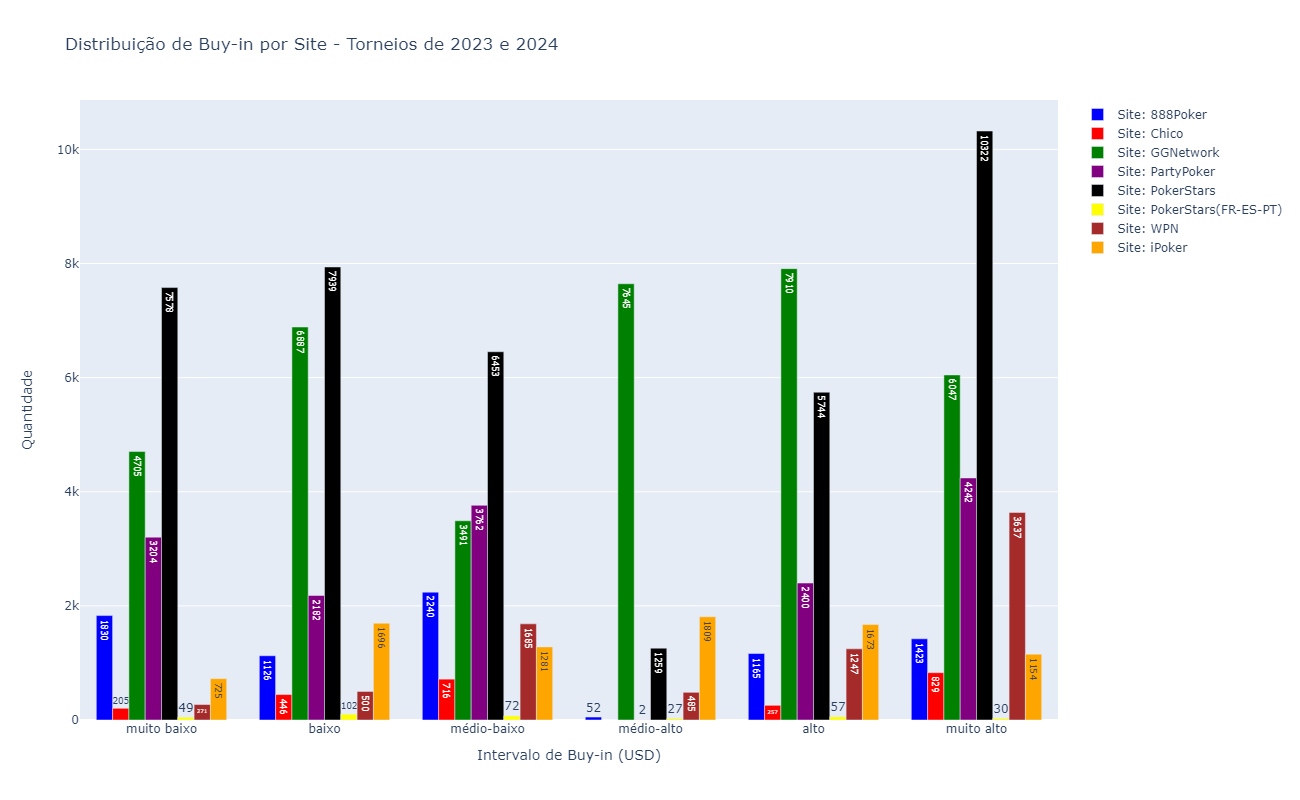 Distribuição de Buy-in por Site - Torneios de 2023 e 2024
Site: 888Poker
Site: Chico
Site: GGNetwork
Site: PartyPoker
Site: PokerStars
Site: PokerStars(FR-ES-PT)
Site: WPN
Site: iPoker
Quantidade
10k
8k
6k
4k
2k
0
1830
205
4705
3204
7578
49
271
725
1126
446
6887
2182
7939
102
500
1696
2240
716
3491
3762
6453
72
1685
1281
52
7645
2
1259
27
485
1809
1165
257
7910
2400
5744
57
1247
1673
1423
829
6047
4242
10322
30
3637
1154
muito baixo
baixo
médio-baixo
médio-alto
alto
muito alto
Intervalo de Buy-in (USD)